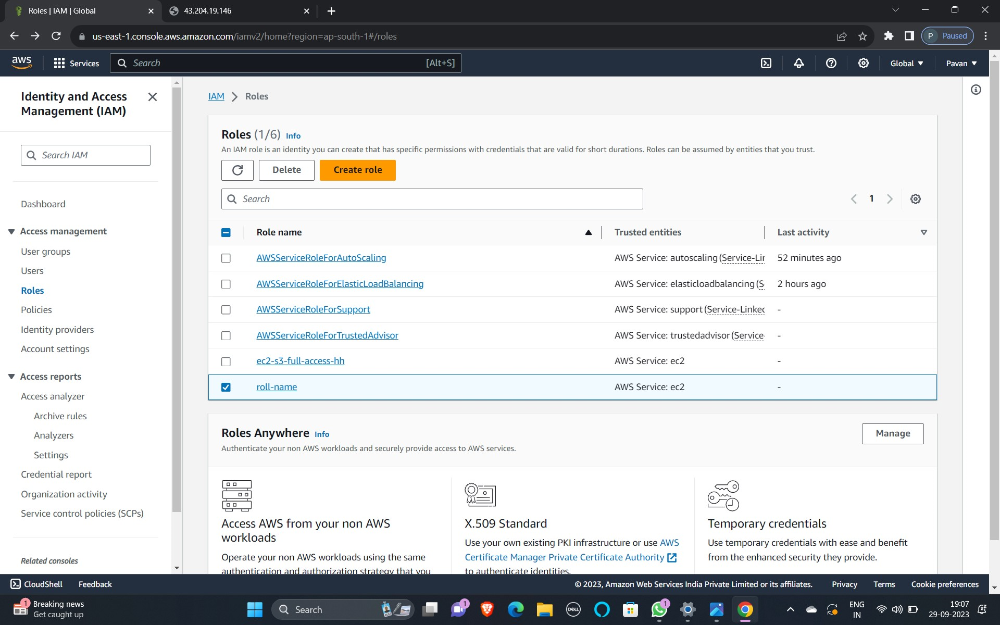 Roles | IAM | Global
43.204.19.146
us-east-1.console.aws.amazon.com/iamv2/home?region=ap-south-1#/roles
P Paused
aws
Services
Search
[Alt+S]
Global
Pavan
Identity and Access
Management (IAM)
Search IAM
Dashboard
Access management
User groups
Users
Roles
Policies
Identity providers
Account settings
Access reports
Access analyzer
Archive rules
Analyzers
Settings
Credential report
Organization activity
Service control policies (SCPs)
Related consoles
IAM > Roles
Roles (1/6) Info
An IAM role is an identity you can create that has specific permissions with credentials that are valid for short durations. Roles can be assumed by entities that you trust.
Delete
Create role
Search
1
Role name Trusted entities Last activity
AWSServiceRoleForAutoScaling AWS Service: autoscaling (Service-Lir 52 minutes ago
AWSServiceRoleForElasticLoadBalancing AWS Service: elasticloadbalancing (S 2 hours ago
AWSServiceRoleForSupport AWS Service: support (Service-Linkec -
AWSServiceRoleForTrustedAdvisor AWS Service: trustedadvisor (Service- -
ec2-s3-full-access-hh AWS Service: ec2 -
roll-name AWS Service: ec2 -
Roles Anywhere Info
Manage
Authenticate your non AWS workloads and securely provide access to AWS services.
Access AWS from your non AWS
workloads
Operate your non AWS workloads using the same
authentication and authorization strategy that you
X.509 Standard
Use your own existing PKI infrastructure or use AWS
Certificate Manager Private Certificate Authority
to authenticate identities.
Temporary credentials
Use temporary credentials with ease and benefit
from the enhanced security they provide.
CloudShell
Feedback
© 2023, Amazon Web Services India Private Limited or its affiliates.
Privacy
Terms
Cookie preferences
1
Breaking news
Get caught up
Search
1
DELL
1
ENG
IN
19:07
29-09-2023